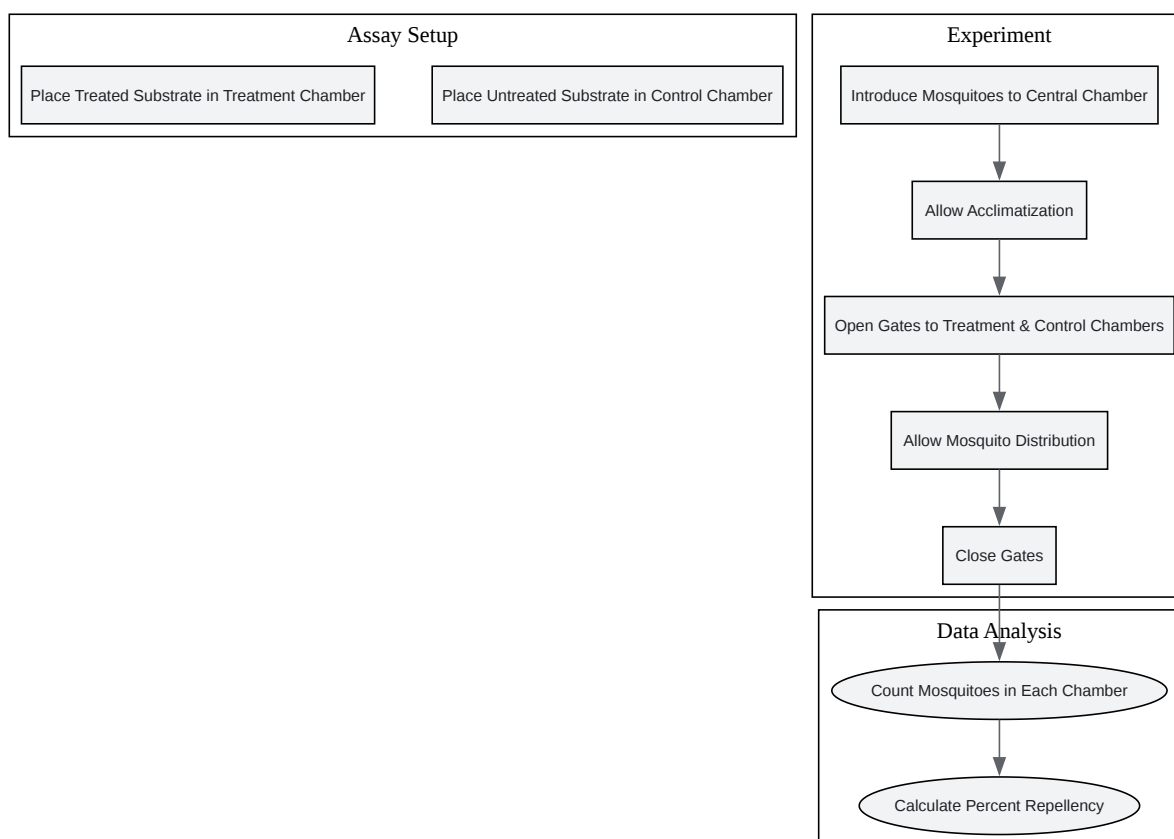 Assay Setup
Place Treated Substrate in Treatment Chamber
Place Untreated Substrate in Control Chamber
Experiment
Introduce Mosquitoes to Central Chamber
Allow Acclimatization
Open Gates to Treatment & Control Chambers
Allow Mosquito Distribution
Close Gates
Data Analysis
Count Mosquitoes in Each Chamber
Calculate Percent Repellency